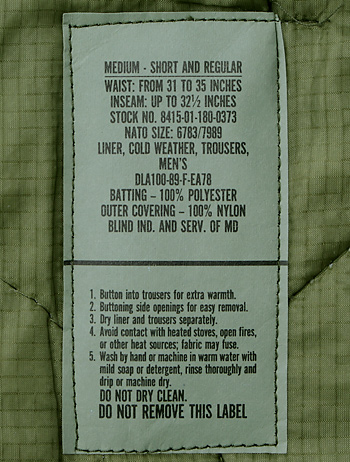 MEDIUM - SHORT AND REGULAR
WAIST: FROM 31 TO 35 INCHES
INSEAM: UP TO 32½ INCHES
STOCK NO. 8415-01-180-0373
NATO SIZE: 6783/7989
LINER, COLD WEATHER, TROUSERS,
MEN'S
DLA100-89-F-EA78
BATTING – 100% POLYESTER
OUTER COVERING – 100% NYLON
BLIND IND. AND SERV. OF MD
1. Button into trousers for extra warmth.
2. Buttoning side openings for easy removal.
3. Dry liner and trousers separately.
4. Avoid contact with heated stoves, open fires,
or other heat sources; fabric may fuse.
5. Wash by hand or machine in warm water with
mild soap or detergent, rinse thoroughly and
drip or machine dry.
DO NOT DRY CLEAN.
DO NOT REMOVE THIS LABEL